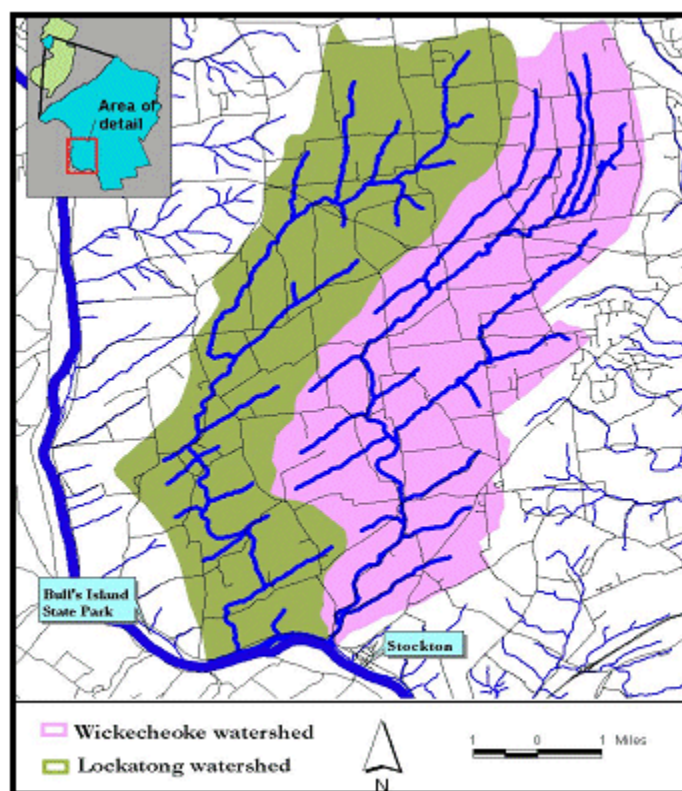 Area of
detail
Bull's Island
State Park
Stockton
Wickecheoke watershed
Lockatong watershed
N
1 0 1 Miles